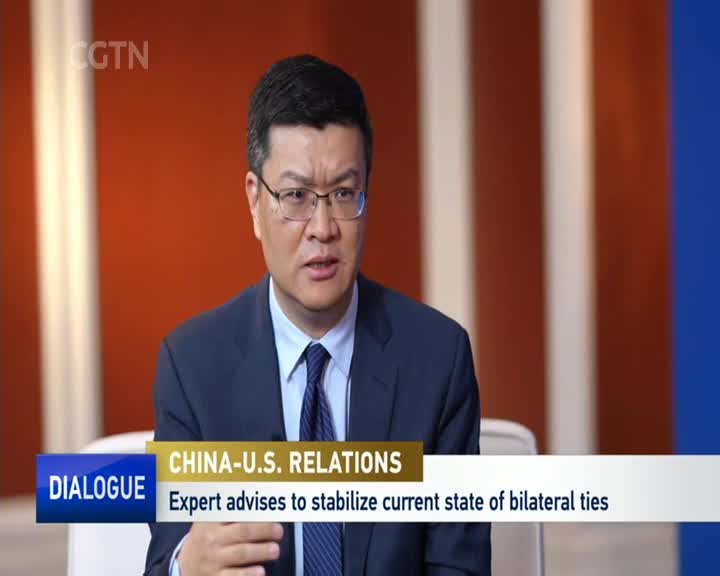 CGTN
CHINA-U.S. RELATIONS
DIALOGUE
Expert advises to stabilize current state of bilateral ties